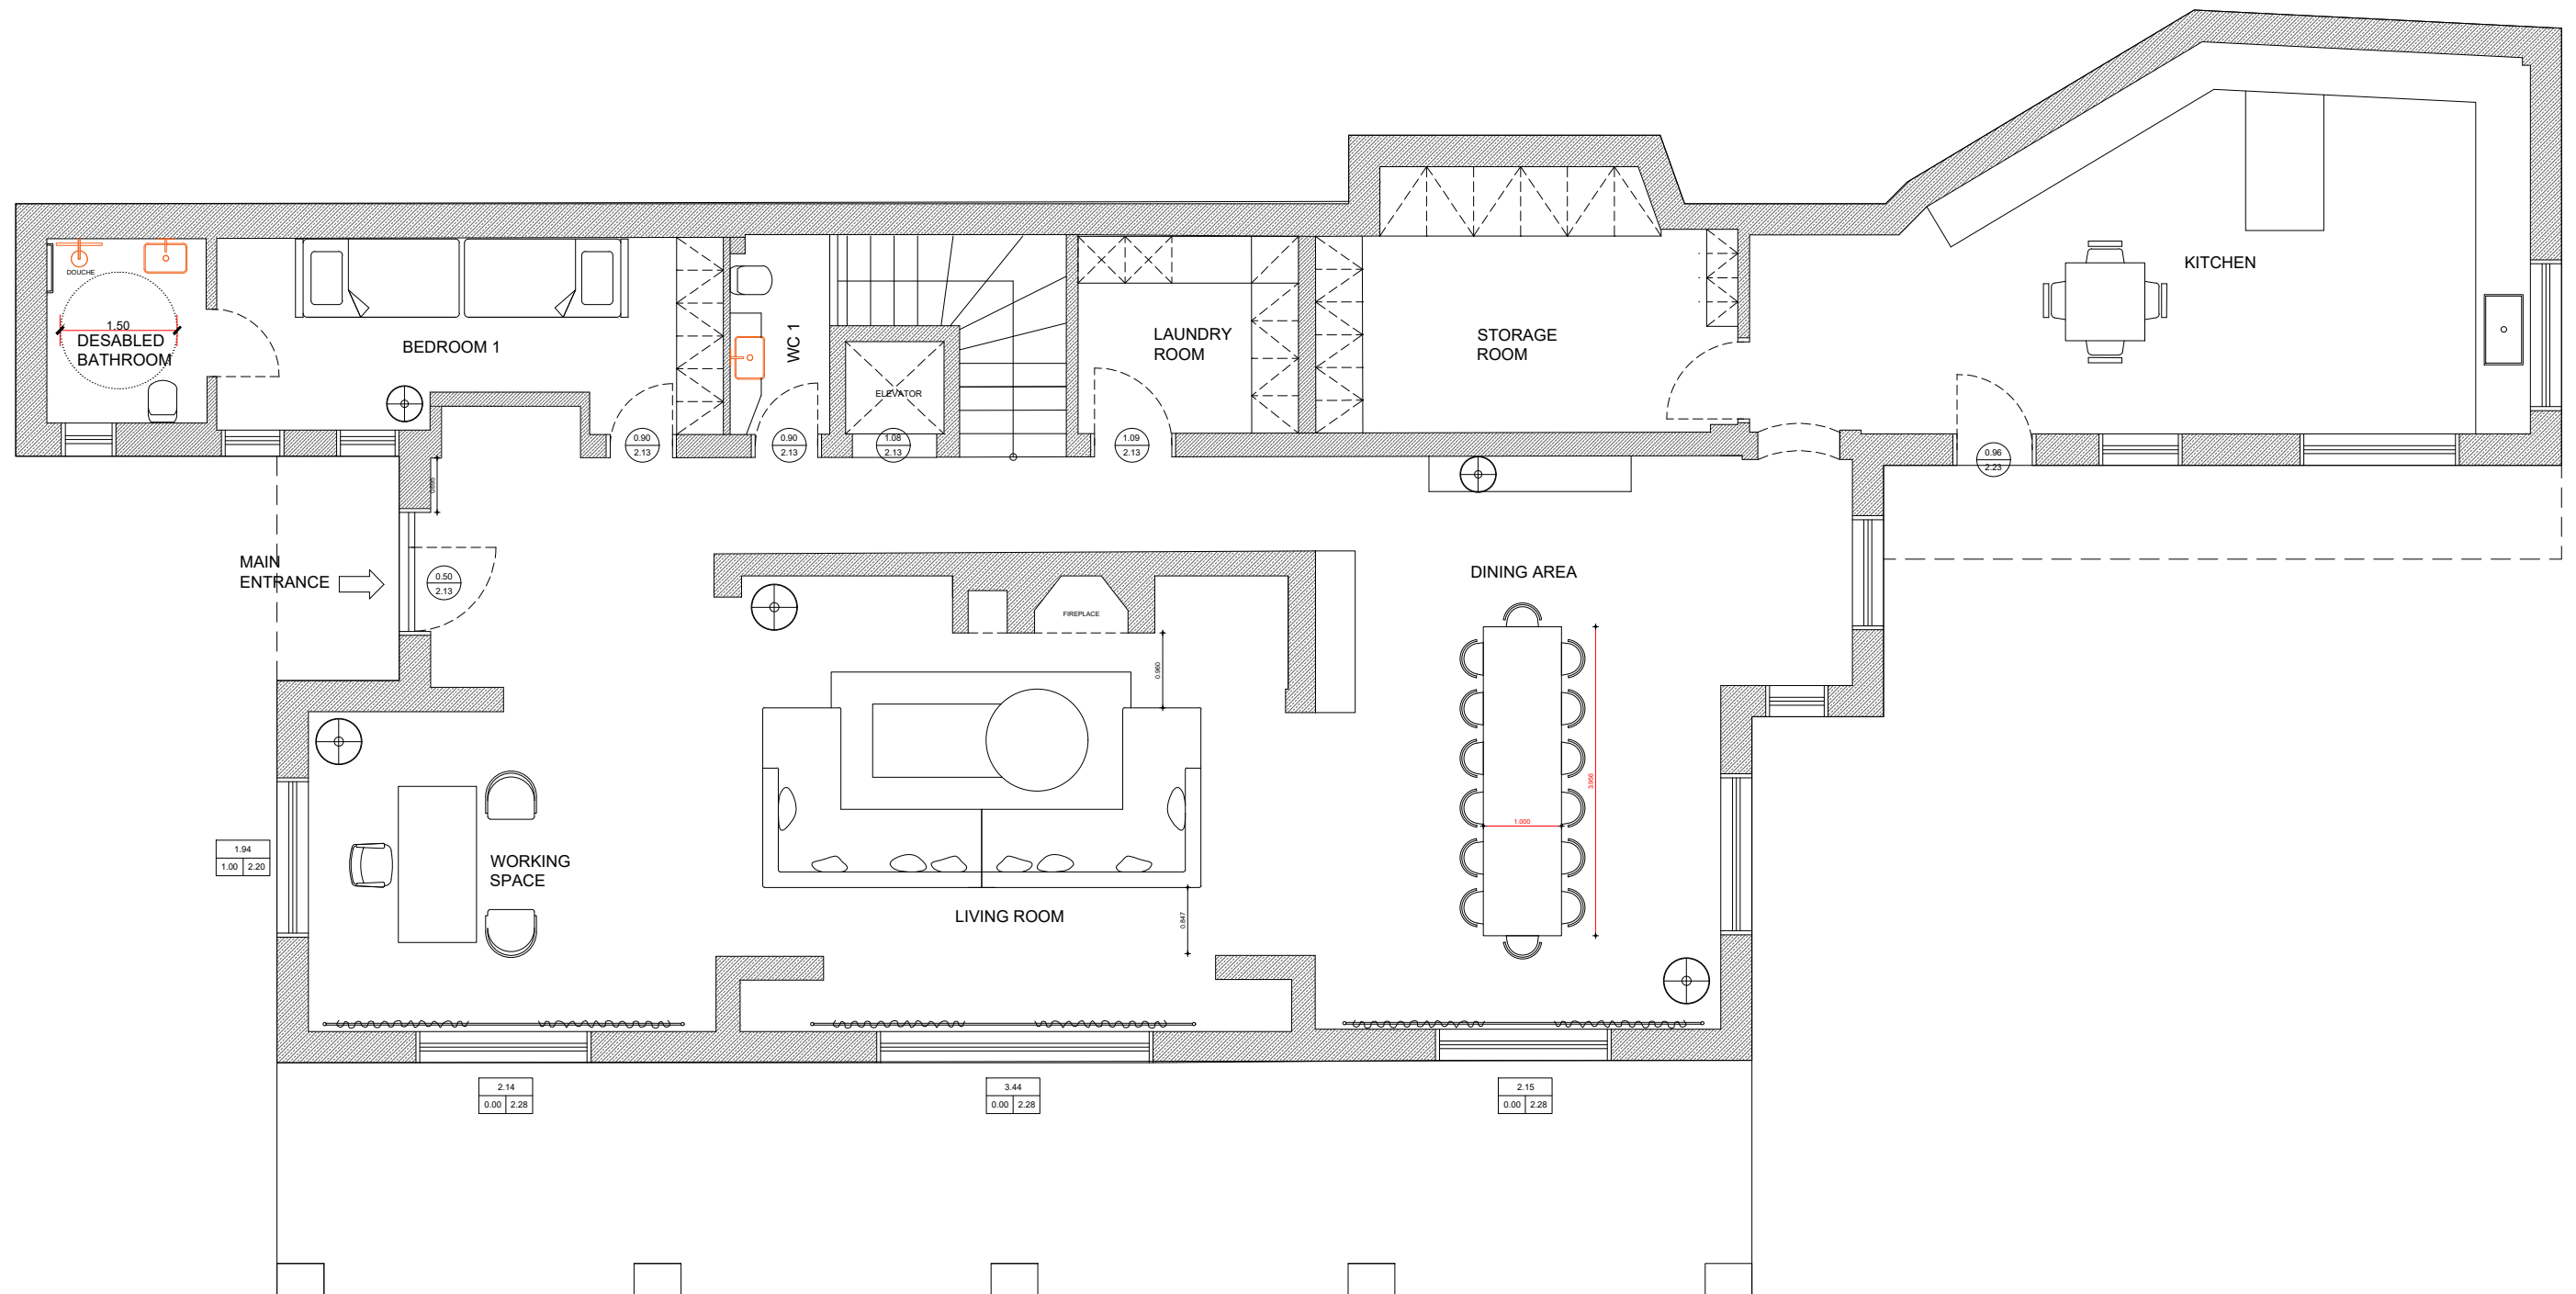 DOUCHE
1.50
DESABLED
BATHROOM
BEDROOM 1
WC 1
ELEVATOR
LAUNDRY
ROOM
STORAGE
ROOM
KITCHEN
0.90
2.13
0.90
2.13
1.08
2.13
1.09
2.13
0.96
2.23
MAIN
ENTRANCE
0.50
2.13
FIREPLACE
0.960
DINING AREA
3.956
1.000
1.94
1.00 2.20
WORKING
SPACE
LIVING ROOM
0.847
2.14
0.00 2.28
3.44
0.00 2.28
2.15
0.00 2.28